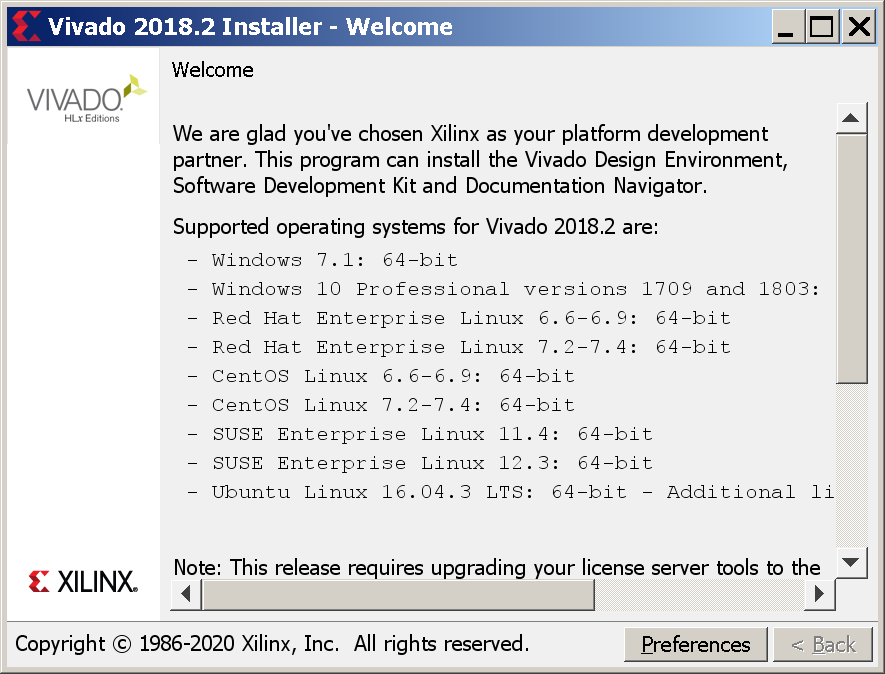 Vivado 2018.2 Installer - Welcome
VIVADO.
HLx Editions
Welcome
We are glad you've chosen Xilinx as your platform development
partner. This program can install the Vivado Design Environment,
Software Development Kit and Documentation Navigator.
Supported operating systems for Vivado 2018.2 are:
- Windows 7.1: 64-bit
- Windows 10 Professional versions 1709 and 1803:
- Red Hat Enterprise Linux 6.6-6.9: 64-bit
- Red Hat Enterprise Linux 7.2-7.4: 64-bit
- CentOS Linux 6.6-6.9: 64-bit
- CentOS Linux 7.2-7.4: 64-bit
- SUSE Enterprise Linux 11.4: 64-bit
- SUSE Enterprise Linux 12.3: 64-bit
- Ubuntu Linux 16.04.3 LTS: 64-bit - Additional li
Note: This release requires upgrading your license server tools to the
XILINX.
Copyright © 1986-2020 Xilinx, Inc. All rights reserved.
Preferences
< Back